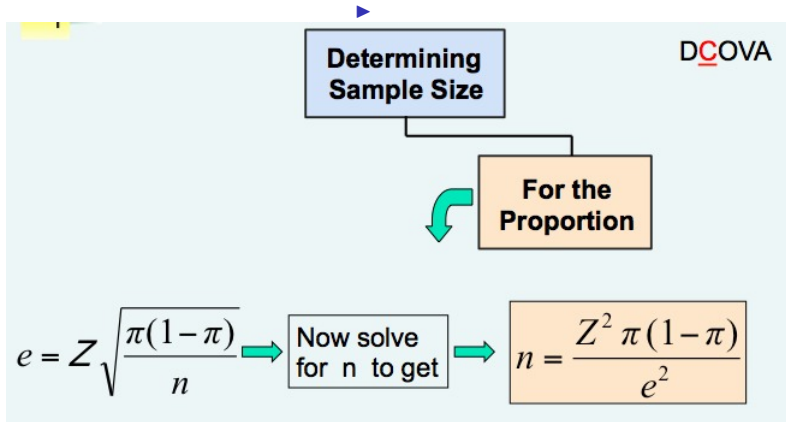 Determining
Sample Size
DCOVA
For the
Proportion
e = Z √(π(1 − π) / n)
Now solve
for n to get
n = Z² π (1 − π) / e²